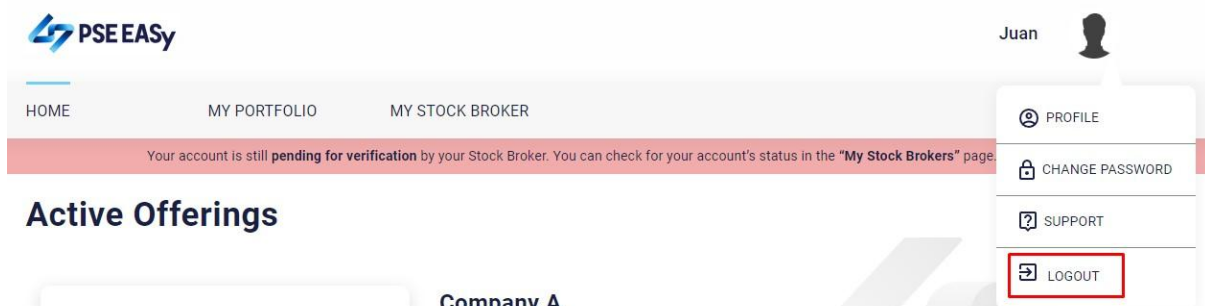 PSE EASy
Juan
HOME
MY PORTFOLIO
MY STOCK BROKER
PROFILE
Your account is still pending for verification by your Stock Broker. You can check for your account's status in the “My Stock Brokers” page.
CHANGE PASSWORD
Active Offerings
SUPPORT
LOGOUT
Company A